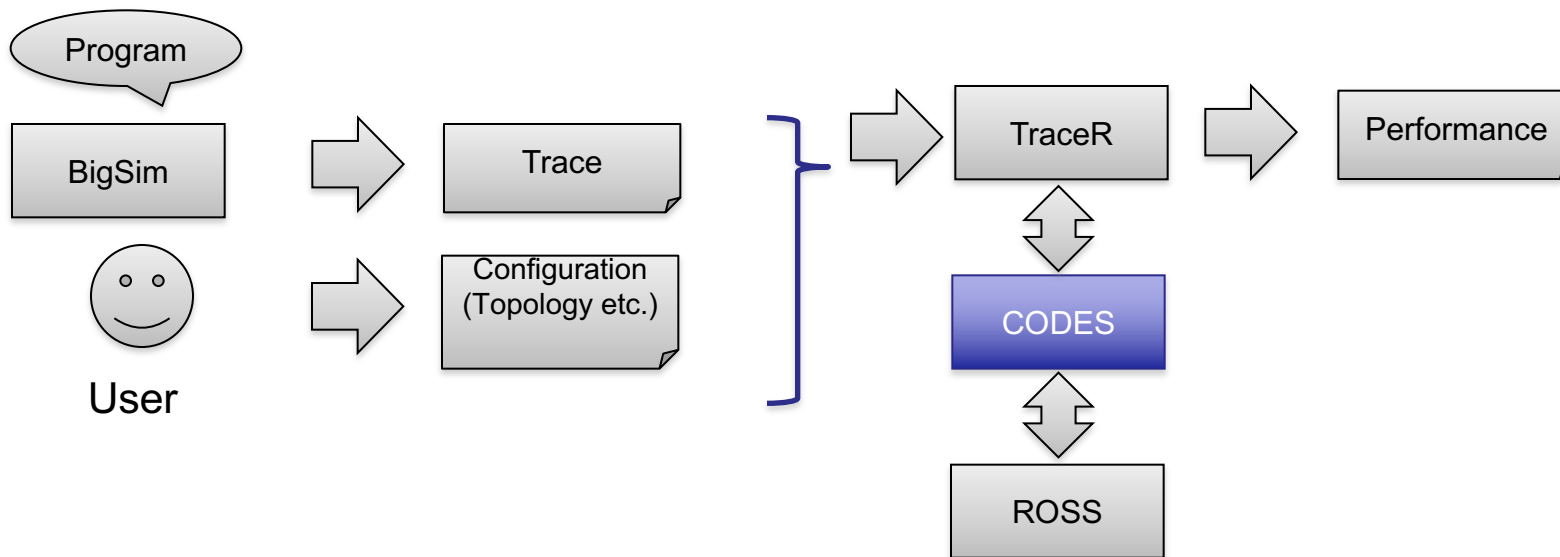 Program
BigSim
Trace
TraceR
Performance
User
Configuration
(Topology etc.)
CODES
ROSS